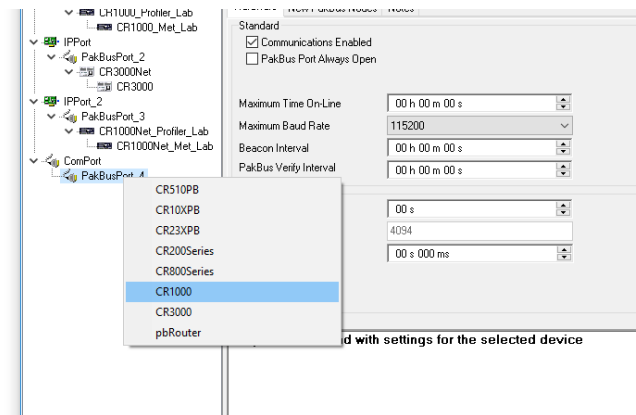 CR1000_Profiler_Lab
CR1000_Met_Lab
IPPort
PakBusPort_2
CR3000Net
CR3000
IPPort_2
PakBusPort_3
CR1000Net_Profiler_Lab
CR1000Net_Met_Lab
ComPort
PakBusPort_4
CR510PB
CR10XPB
CR23XPB
CR200Series
CR800Series
CR1000
CR3000
pbRouter
Hardware New PakBus Nodes Notes
Standard
Communications Enabled
PakBus Port Always Open
Maximum Time On-Line 00 h 00 m 00 s
Maximum Baud Rate 115200
Beacon Interval 00 h 00 m 00 s
PakBus Verify Interval 00 h 00 m 00 s
00 s
4094
00 s 000 ms
with settings for the selected device